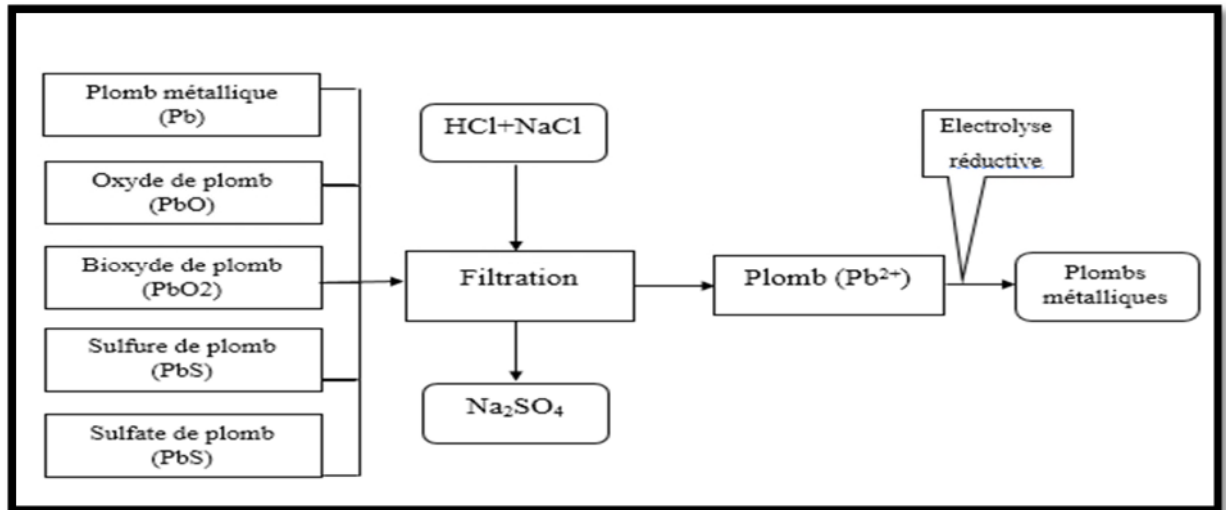 Plomb métallique
(Pb)
Oxyde de plomb
(PbO)
Bioxyde de plomb
(PbO2)
Sulfure de plomb
(PbS)
Sulfate de plomb
(PbS)
HCl+NaCl
Filtration
Na₂SO₄
Plomb (Pb²⁺)
Electrolyse
réductive
Plombs
métalliques